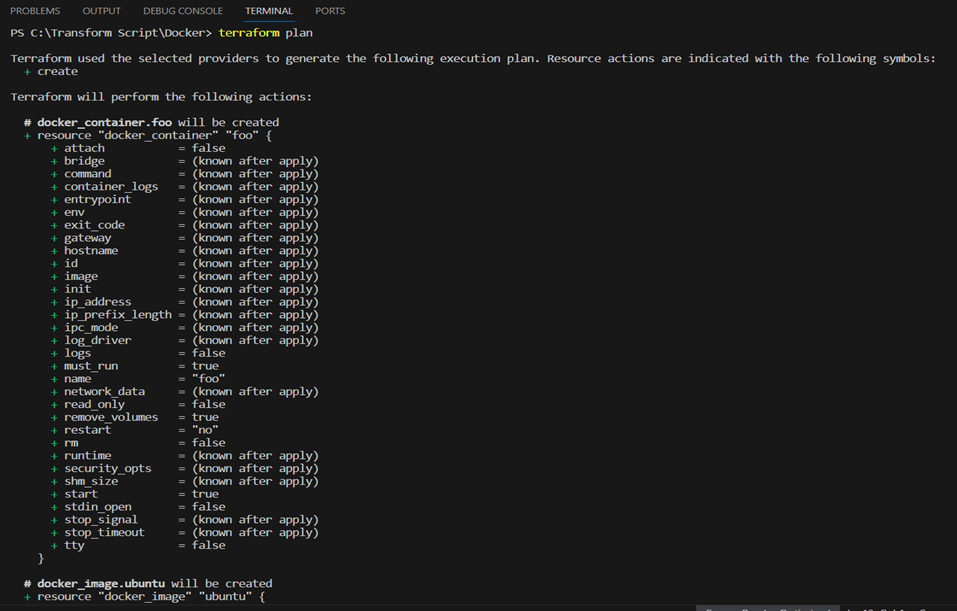 PROBLEMS OUTPUT DEBUG CONSOLE TERMINAL PORTS
PS C:\Transform Script\Docker> terraform plan
Terraform used the selected providers to generate the following execution plan. Resource actions are indicated with the following symbols:
+ create
Terraform will perform the following actions:
# docker_container.foo will be created
+ resource "docker_container" "foo" {
+ attach = false
+ bridge = (known after apply)
+ command = (known after apply)
+ container_logs = (known after apply)
+ entrypoint = (known after apply)
+ env = (known after apply)
+ exit_code = (known after apply)
+ gateway = (known after apply)
+ hostname = (known after apply)
+ id = (known after apply)
+ image = (known after apply)
+ init = (known after apply)
+ ip_address = (known after apply)
+ ip_prefix_length = (known after apply)
+ ipc_mode = (known after apply)
+ log_driver = (known after apply)
+ logs = false
+ must_run = true
+ name = "foo"
+ network_data = (known after apply)
+ read_only = false
+ remove_volumes = true
+ restart = "no"
+ rm = false
+ runtime = (known after apply)
+ security_opts = (known after apply)
+ shm_size = (known after apply)
+ start = true
+ stdin_open = false
+ stop_signal = (known after apply)
+ stop_timeout = (known after apply)
+ tty = false
}
# docker_image.ubuntu will be created
+ resource "docker_image" "ubuntu" {